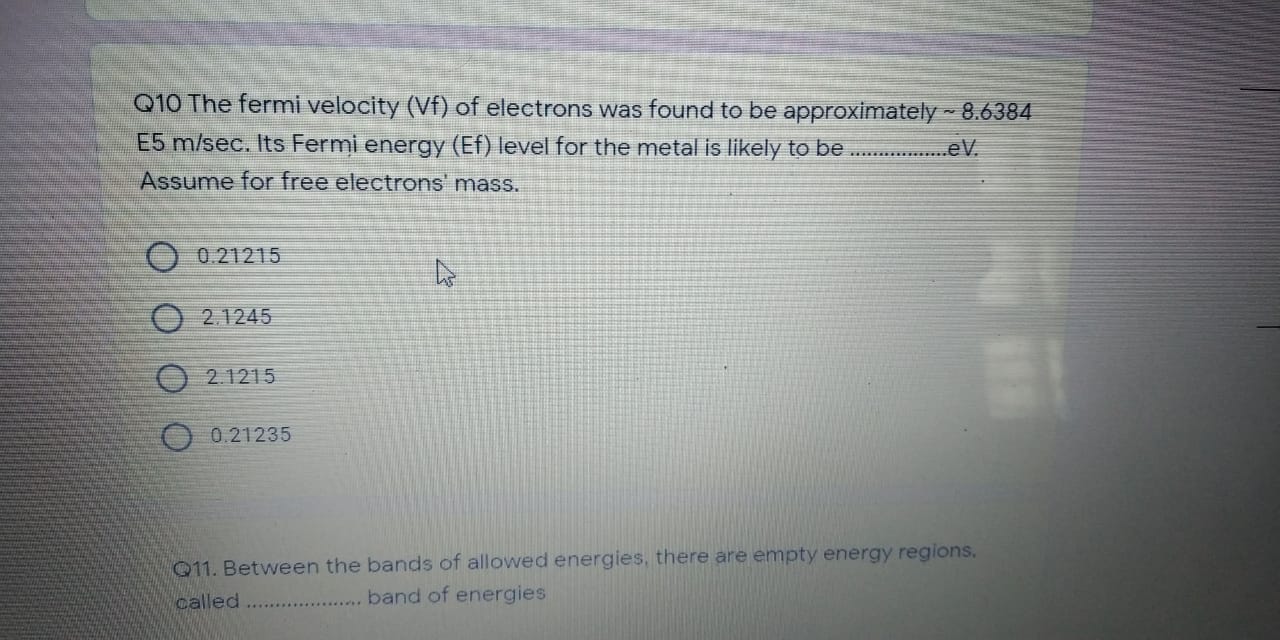 Q10 The fermi velocity (Vf) of electrons was found to be approximately ~ 8.6384
E5 m/sec. Its Fermi energy (Ef) level for the metal is likely to be .................eV.
Assume for free electrons' mass.
0.21215
2.1245
2.1215
0.21235
Q11. Between the bands of allowed energies, there are empty energy regions,
called ..................... band of energies